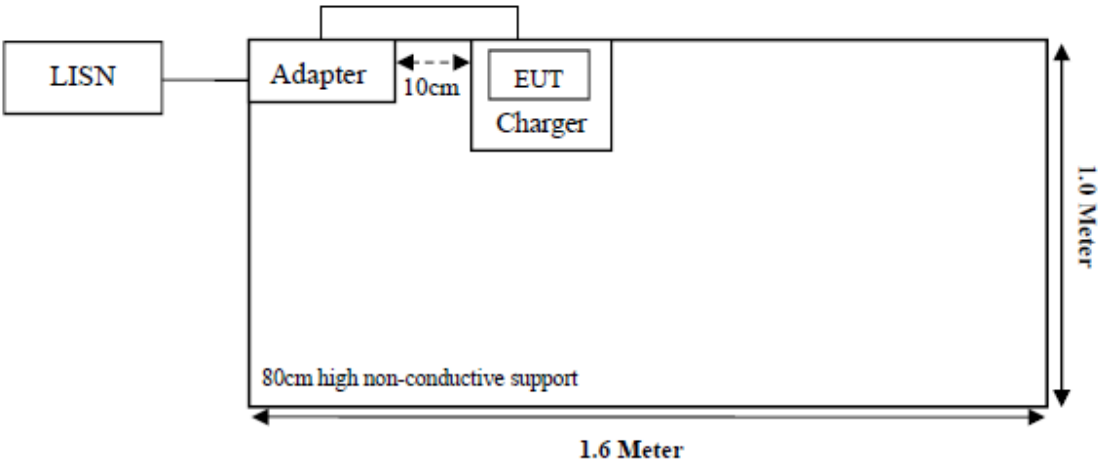 LISN
Adapter
10cm
EUT
Charger
1.0 Meter
80cm high non-conductive support
1.6 Meter